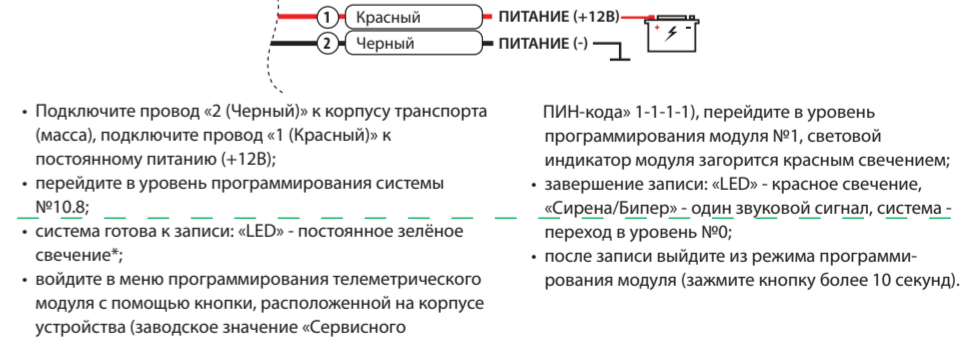 1 Красный ПИТАНИЕ (+12В)
+ -
2 Черный ПИТАНИЕ (-)
• Подключите провод «2 (Черный)» к корпусу транспорта
(масса), подключите провод «1 (Красный)» к
постоянному питанию (+12В);
• перейдите в уровень программирования системы
№10.8;
• система готова к записи: «LED» - постоянное зелёное
свечение*;
• войдите в меню программирования телеметрического
модуля с помощью кнопки, расположенной на корпусе
устройства (заводское значение «Сервисного
ПИН-кода» 1-1-1-1), перейдите в уровень
программирования модуля №1, световой
индикатор модуля загорится красным свечением;
• завершение записи: «LED» - красное свечение,
«Сирена/Бипер» - один звуковой сигнал, система -
переход в уровень №0;
• после записи выйдите из режима программи-
рования модуля (зажмите кнопку более 10 секунд).